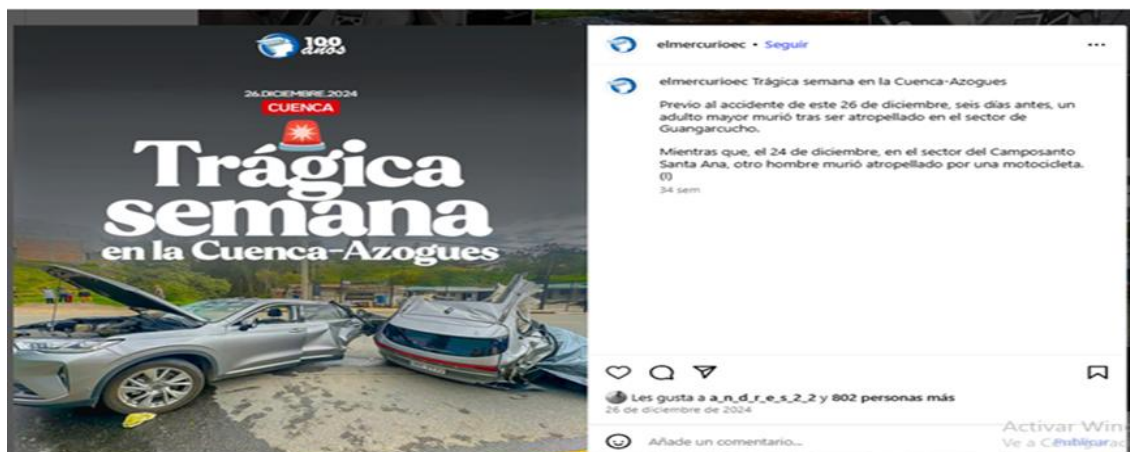 100
años
26.DICIEMBRE.2024
CUENCA
Trágica
semana
en la Cuenca-Azogues
elmercurioec • Seguir
elmercurioec Trágica semana en la Cuenca-Azogues
Previo al accidente de este 26 de diciembre, seis días antes, un
adulto mayor murió tras ser atropellado en el sector de
Guangarcucho.
Mientras que, el 24 de diciembre, en el sector del Camposanto
Santa Ana, otro hombre murió atropellado por una motocicleta.
(I)
34 sem
Les gusta a a_n_d_r_e_s_2_2 y 802 personas más
26 de diciembre de 2024
Añade un comentario...
Publicar
Activar Win
Ve a Configurac